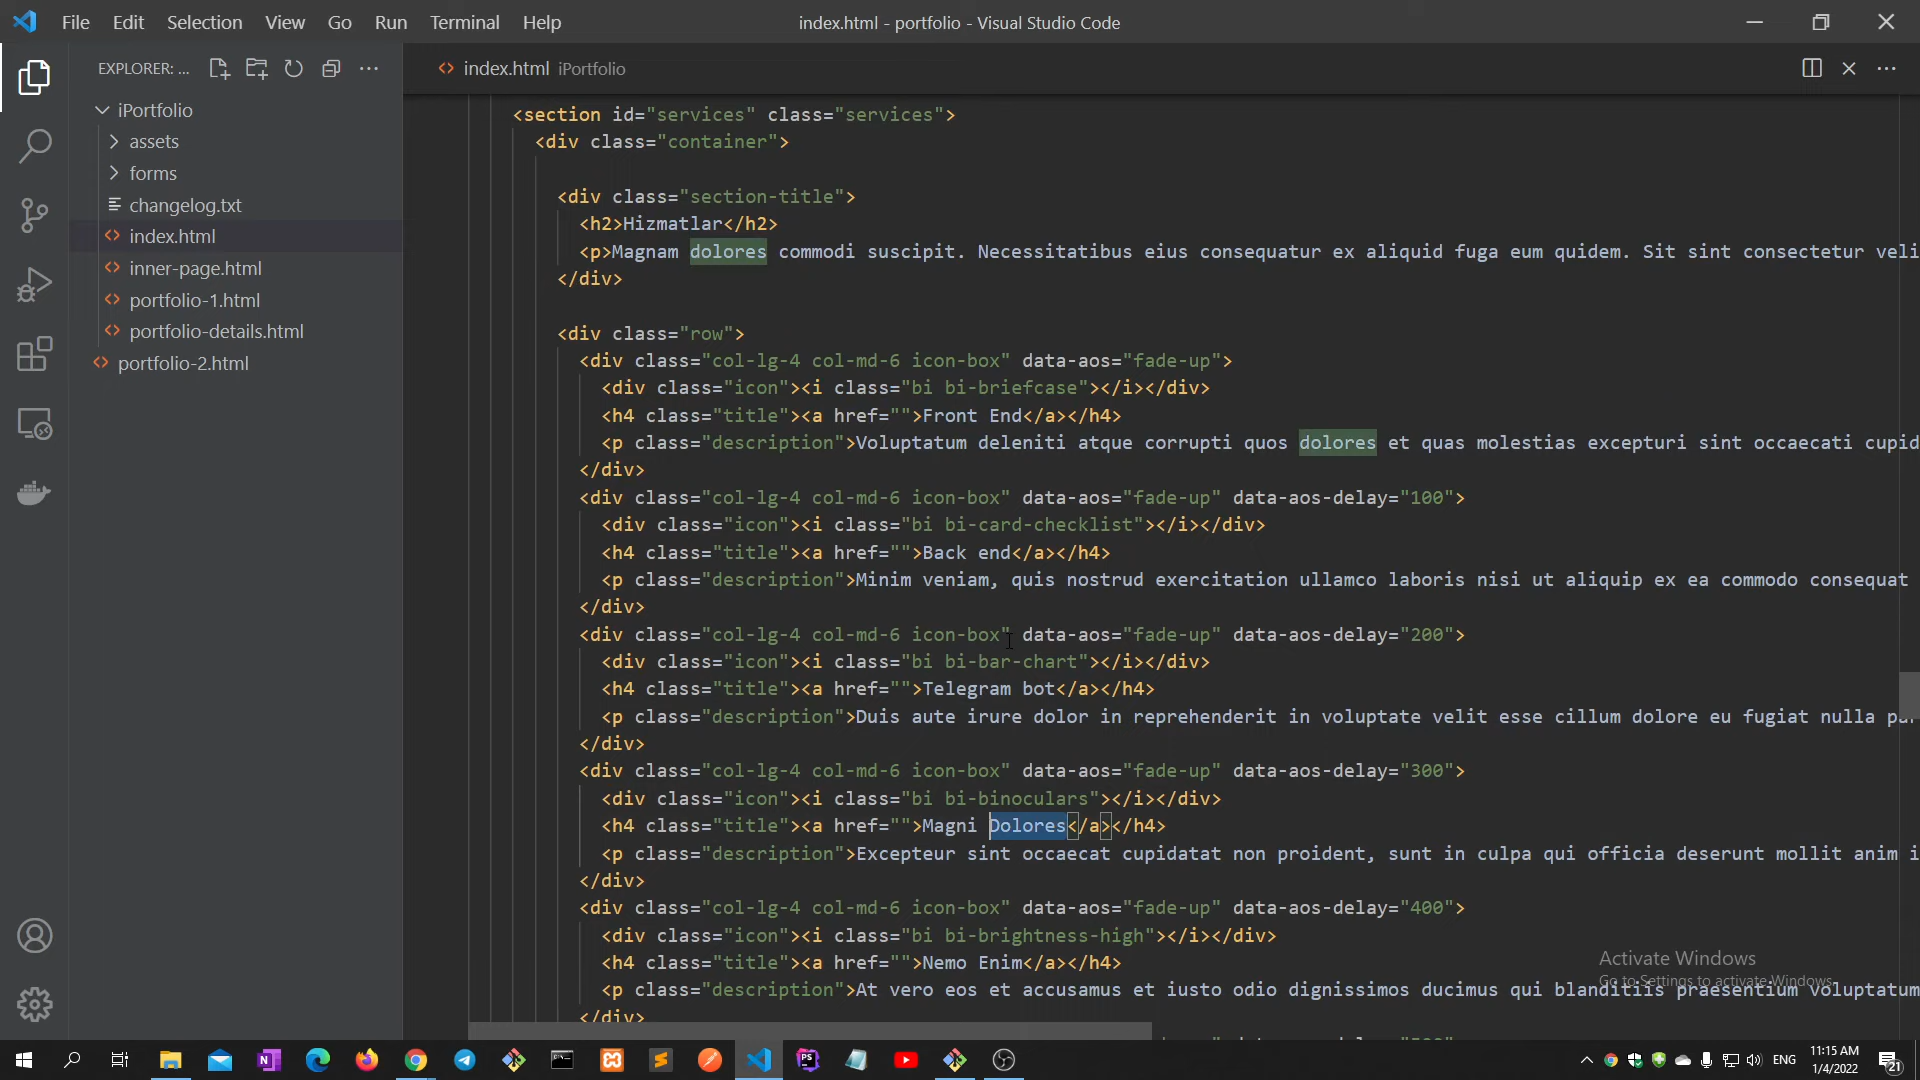 File Edit Selection View Go Run Terminal Help
index.html - portfolio - Visual Studio Code
EXPLORER: ...
index.html iPortfolio
iPortfolio
assets
forms
changelog.txt
index.html
inner-page.html
portfolio-1.html
portfolio-details.html
portfolio-2.html
<section id="services" class="services">
<div class="container">
<div class="section-title">
<h2>Hizmatlar</h2>
<p>Magnam dolores commodi suscipit. Necessitatibus eius consequatur ex aliquid fuga eum quidem. Sit sint consectetur veli
</div>
<div class="row">
<div class="col-lg-4 col-md-6 icon-box" data-aos="fade-up">
<div class="icon"><i class="bi bi-briefcase"></i></div>
<h4 class="title"><a href="">Front End</a></h4>
<p class="description">Voluptatum deleniti atque corrupti quos dolores et quas molestias excepturi sint occaecati cupid
</div>
<div class="col-lg-4 col-md-6 icon-box" data-aos="fade-up" data-aos-delay="100">
<div class="icon"><i class="bi bi-card-checklist"></i></div>
<h4 class="title"><a href="">Back end</a></h4>
<p class="description">Minim veniam, quis nostrud exercitation ullamco laboris nisi ut aliquip ex ea commodo consequat
</div>
<div class="col-lg-4 col-md-6 icon-box" data-aos="fade-up" data-aos-delay="200">
<div class="icon"><i class="bi bi-bar-chart"></i></div>
<h4 class="title"><a href="">Telegram bot</a></h4>
<p class="description">Duis aute irure dolor in reprehenderit in voluptate velit esse cillum dolore eu fugiat nulla pa
</div>
<div class="col-lg-4 col-md-6 icon-box" data-aos="fade-up" data-aos-delay="300">
<div class="icon"><i class="bi bi-binoculars"></i></div>
<h4 class="title"><a href="">Magni Dolores</a></h4>
<p class="description">Excepteur sint occaecat cupidatat non proident, sunt in culpa qui officia deserunt mollit anim i
</div>
<div class="col-lg-4 col-md-6 icon-box" data-aos="fade-up" data-aos-delay="400">
<div class="icon"><i class="bi bi-brightness-high"></i></div>
<h4 class="title"><a href="">Nemo Enim</a></h4>
<p class="description">At vero eos et accusamus et iusto odio dignissimos ducimus qui blanditiis praesentium voluptatum
</div>
Activate Windows
Go to Settings to activate Windows.
ENG
11:15 AM
1/4/2022
21